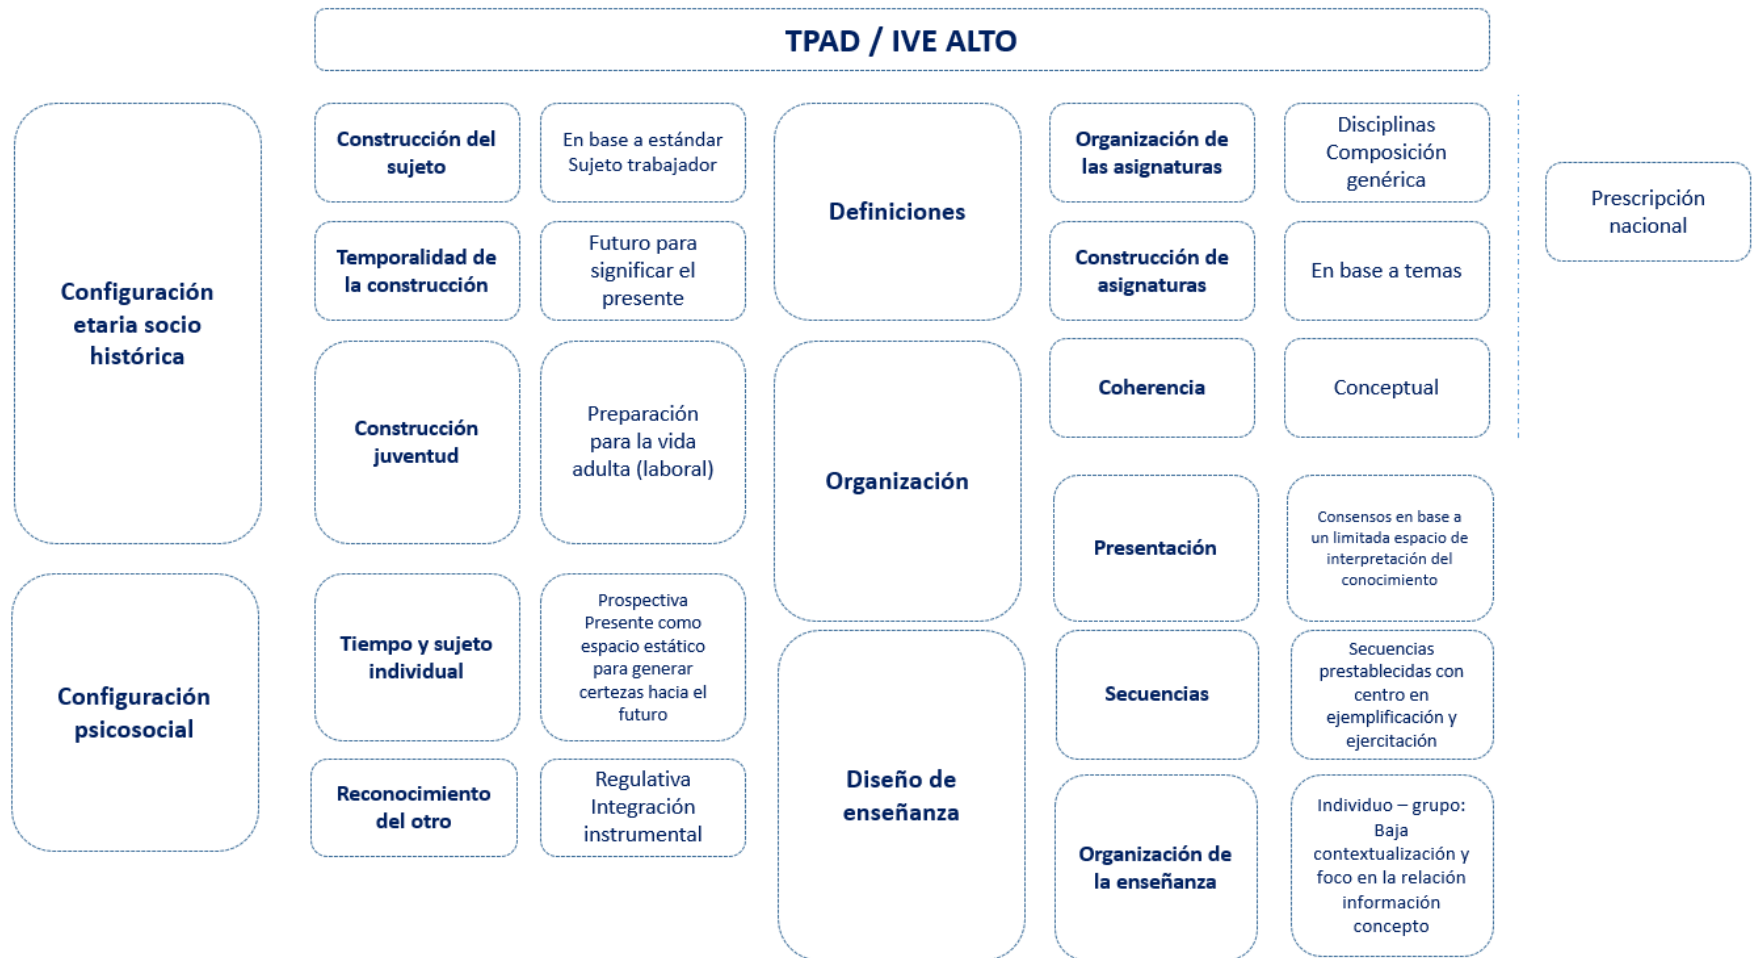 TPAD / IVE ALTO
Configuración
etaria socio
histórica
Construcción del
sujeto
En base a estándar
Sujeto trabajador
Temporalidad de
la construcción
Futuro para
significar el
presente
Construcción
juventud
Preparación
para la vida
adulta (laboral)
Configuración
psicosocial
Tiempo y sujeto
individual
Prospectiva
Presente como
espacio estático
para generar
certezas hacia el
futuro
Reconocimiento
del otro
Regulativa
Integración
instrumental
Definiciones
Organización de
las asignaturas
Disciplinas
Composición
genérica
Construcción de
asignaturas
En base a temas
Organización
Coherencia
Conceptual
Presentación
Consensos en base a
un limitada espacio de
interpretación del
conocimiento
Diseño de
enseñanza
Secuencias
Secuencias
prestablecidas con
centro en
ejemplificación y
ejercitación
Organización de
la enseñanza
Individuo – grupo:
Baja
contextualización y
foco en la relación
información
concepto
Prescripción
nacional